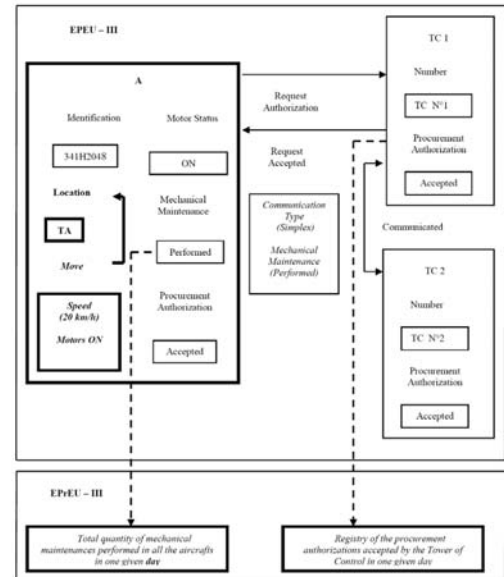 EPEU – III
A
Identification
Motor Status
341H2048
ON
Location
Mechanical
Maintenance
TA
Performed
Move
Procurement
Authorization
Speed
(20 km/h)
Motors ON
Accepted
Request
Authorization
Request
Accepted
Communication
Type
(Simplex)
Mechanical
Maintenance
(Performed)
TC 1
Number
TC N°1
Procurement
Authorization
Accepted
Communicated
TC 2
Number
TC N°2
Procurement
Authorization
Accepted
EPrEU – III
Total quantity of mechanical
maintenances performed in all the aircrafts
in one given day
Registry of the procurement
authorizations accepted by the Tower of
Control in one given day